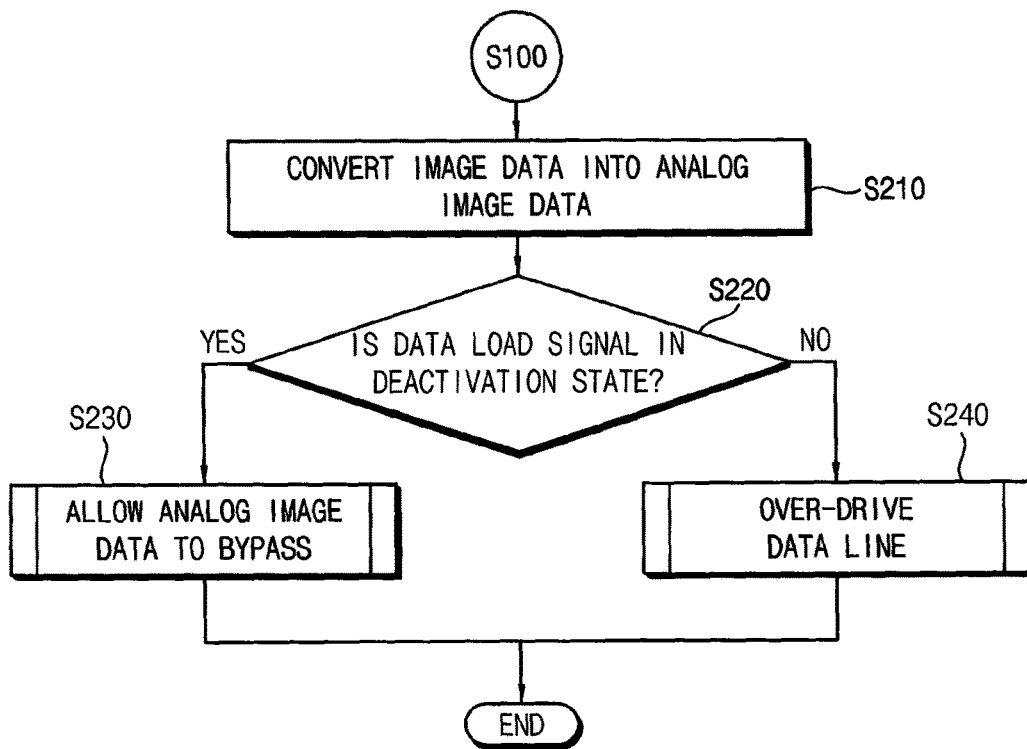 S100
CONVERT IMAGE DATA INTO ANALOG
IMAGE DATA
S210
S220
YES
IS DATA LOAD SIGNAL IN
DEACTIVATION STATE?
NO
S230
S240
ALLOW ANALOG IMAGE
DATA TO BYPASS
OVER-DRIVE
DATA LINE
END